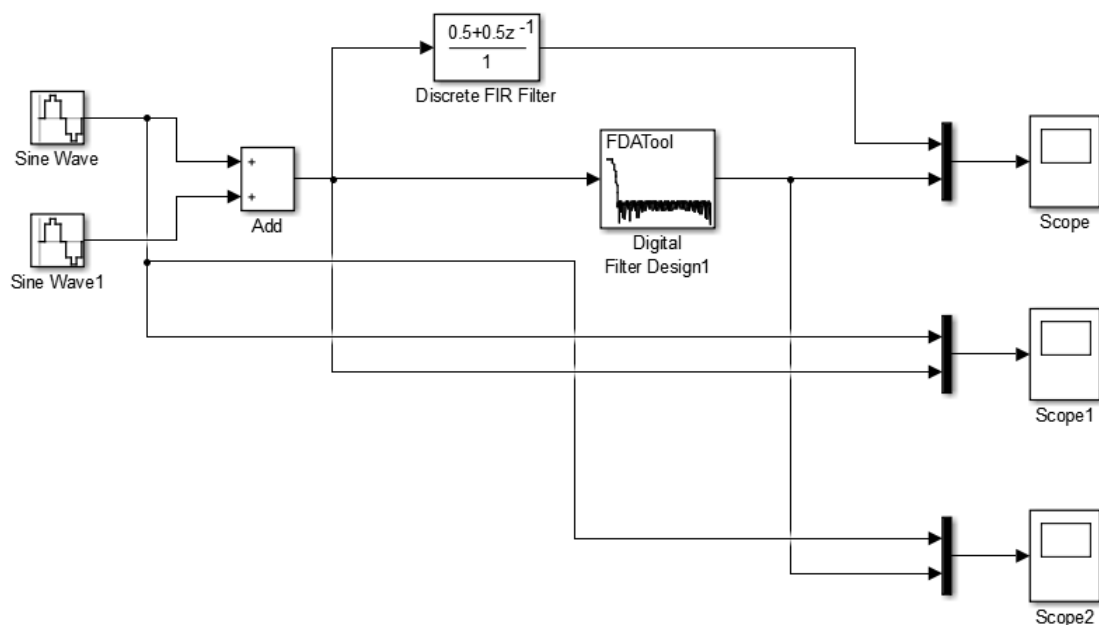 0.5+0.5z -1
1
Discrete FIR Filter
Sine Wave
+
+
Add
FDATool
Digital
Filter Design1
Scope
Sine Wave1
Scope1
Scope2